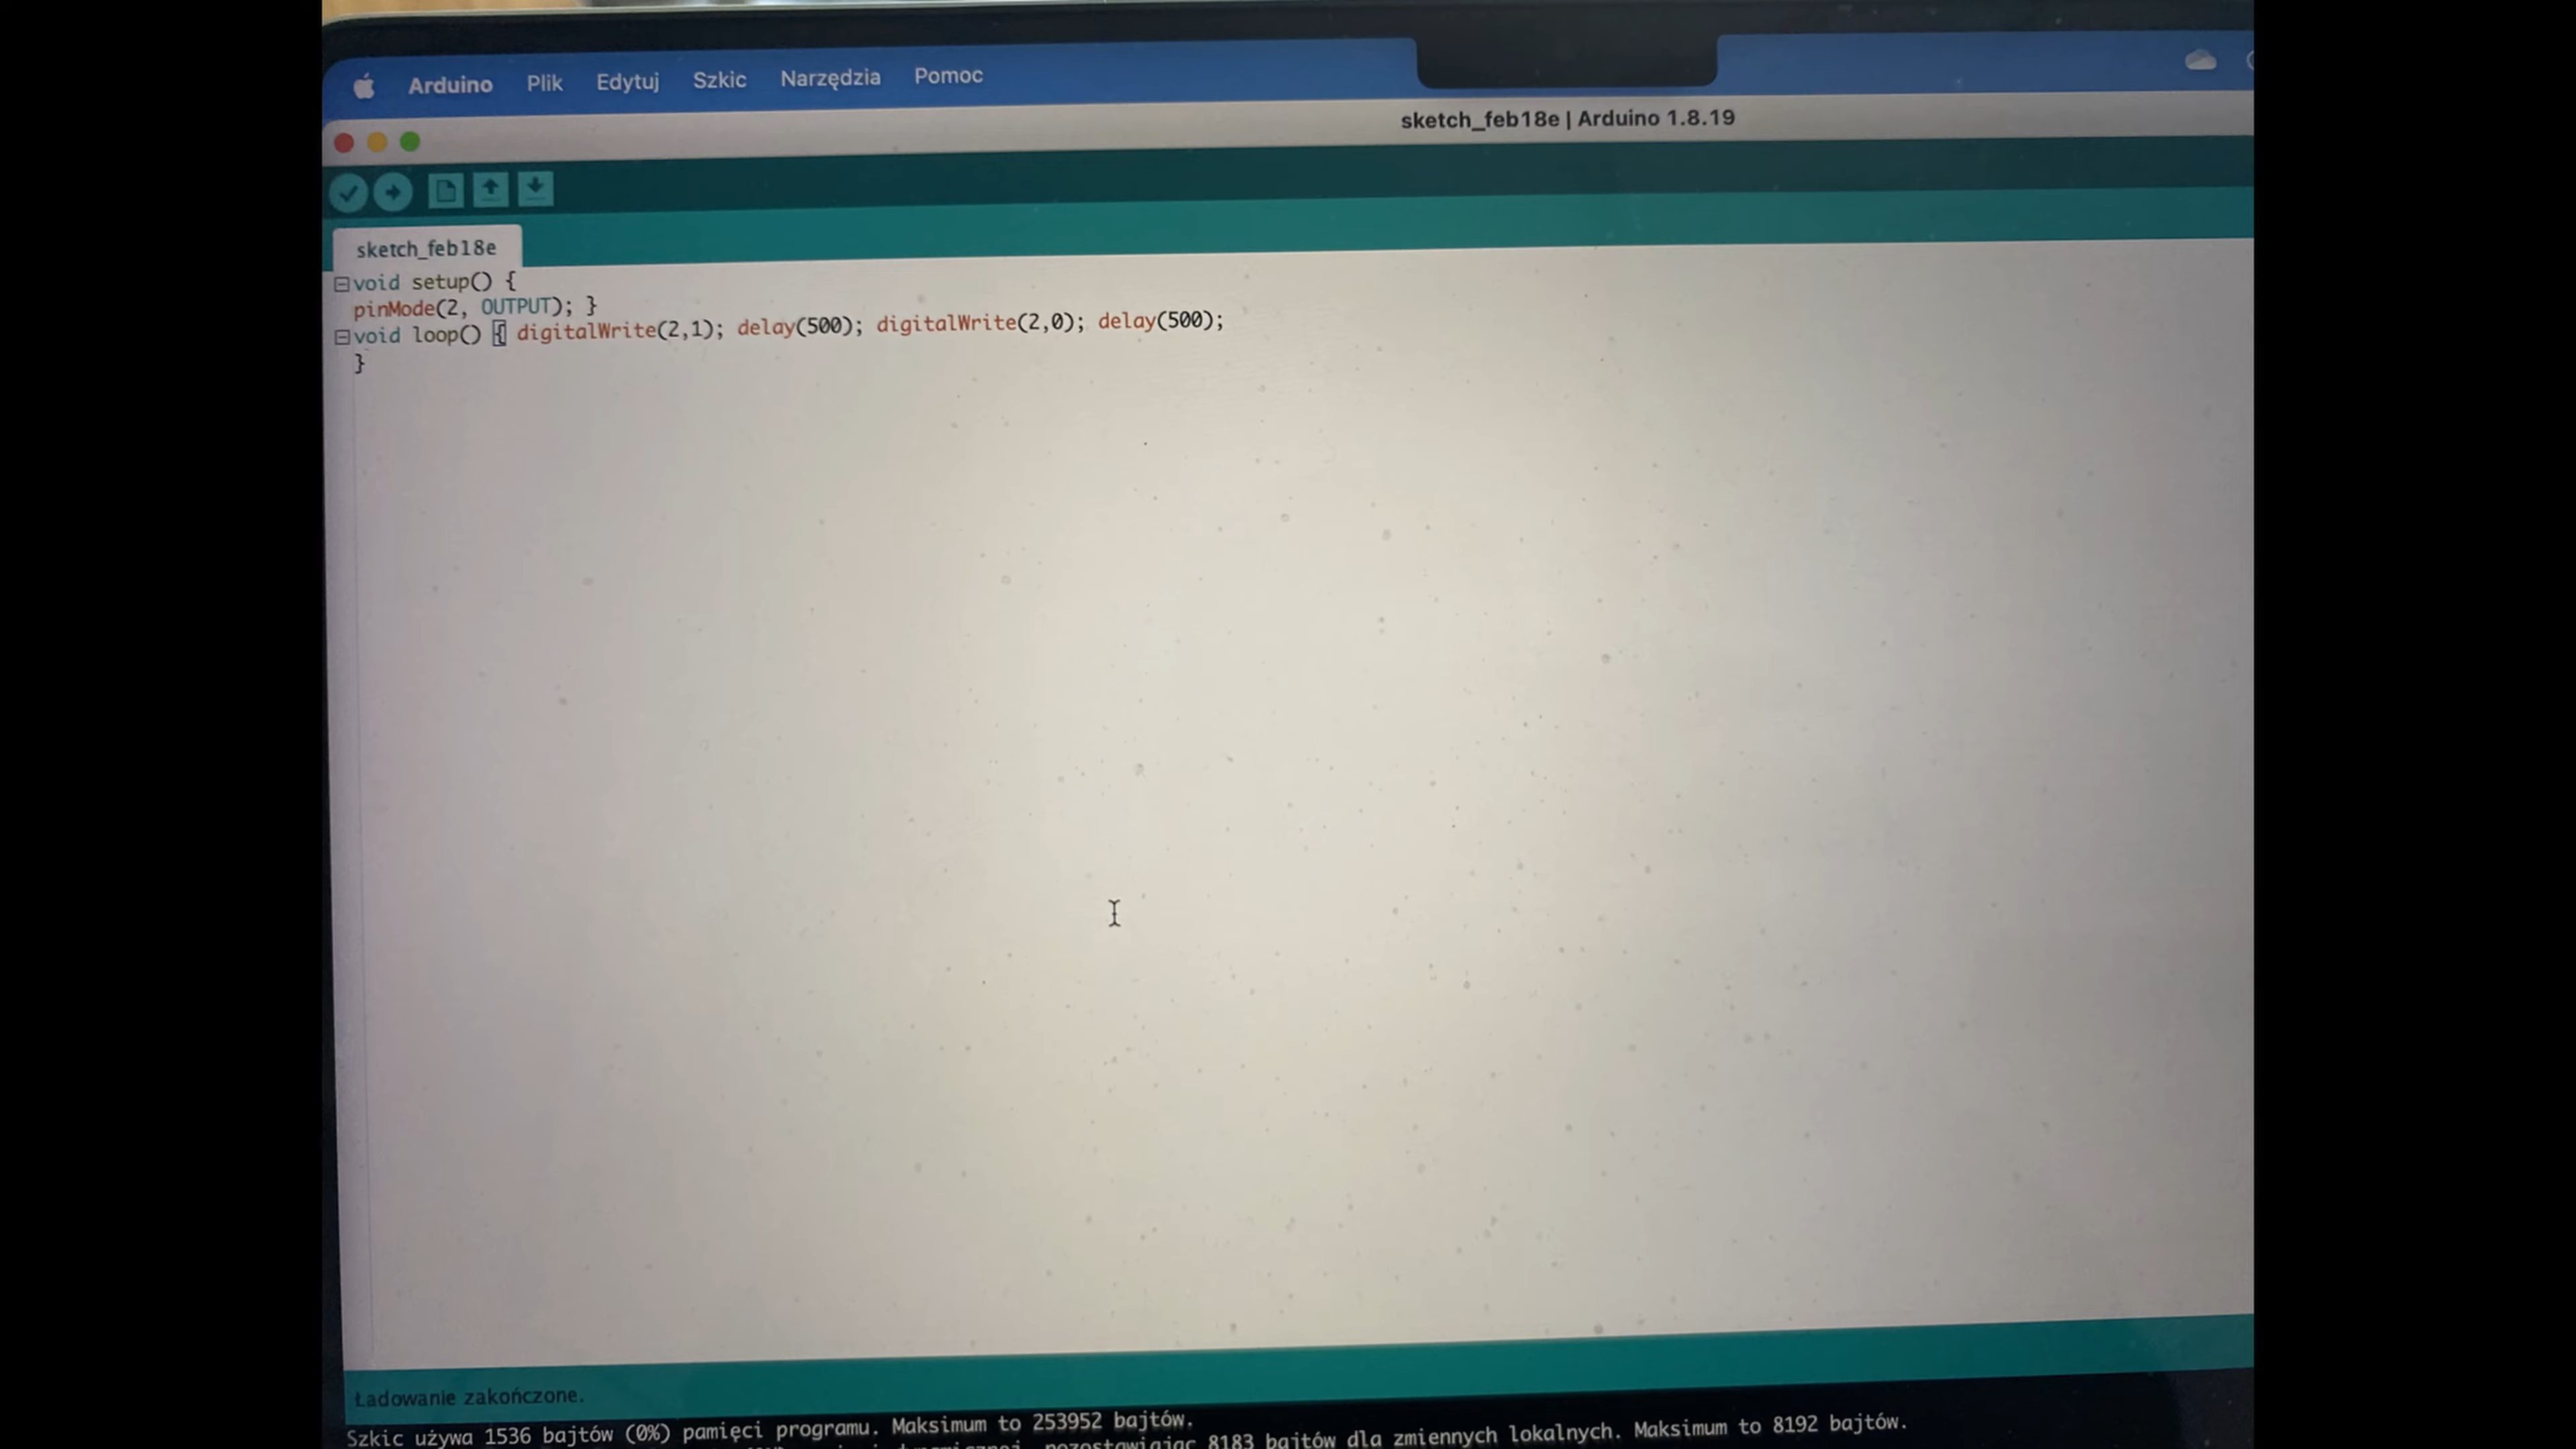 Arduino Plik Edytuj Szkic Narzędzia Pomoc
sketch_feb18e | Arduino 1.8.19
sketch_feb18e
void setup() {
pinMode(2, OUTPUT); }
void loop() { digitalWrite(2,1); delay(500); digitalWrite(2,0); delay(500);
}
Ładowanie zakończone.
Szkic używa 1536 bajtów (0%) pamięci programu. Maksimum to 253952 bajtów.
pozostawiając 8183 bajtów dla zmiennych lokalnych. Maksimum to 8192 bajtów.